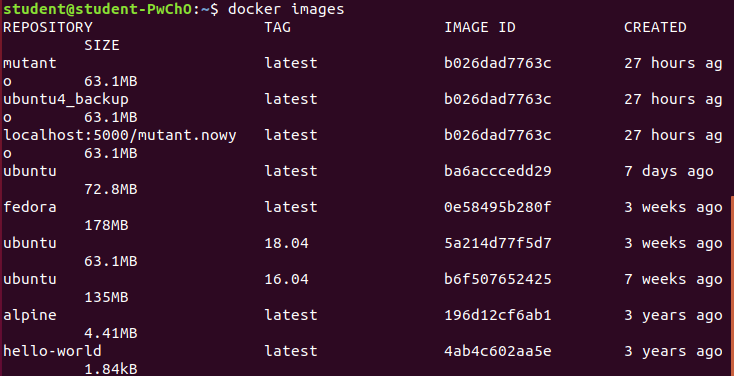 student@student-PwChO:~$ docker images
REPOSITORY TAG IMAGE ID CREATED
SIZE
mutant latest b026dad7763c 27 hours ag
o 63.1MB
ubuntu4_backup latest b026dad7763c 27 hours ag
o 63.1MB
localhost:5000/mutant.nowy latest b026dad7763c 27 hours ag
o 63.1MB
ubuntu latest ba6acccedd29 7 days ago
72.8MB
fedora latest 0e58495b280f 3 weeks ago
178MB
ubuntu 18.04 5a214d77f5d7 3 weeks ago
63.1MB
ubuntu 16.04 b6f507652425 7 weeks ago
135MB
alpine latest 196d12cf6ab1 3 years ago
4.41MB
hello-world latest 4ab4c602aa5e 3 years ago
1.84kB